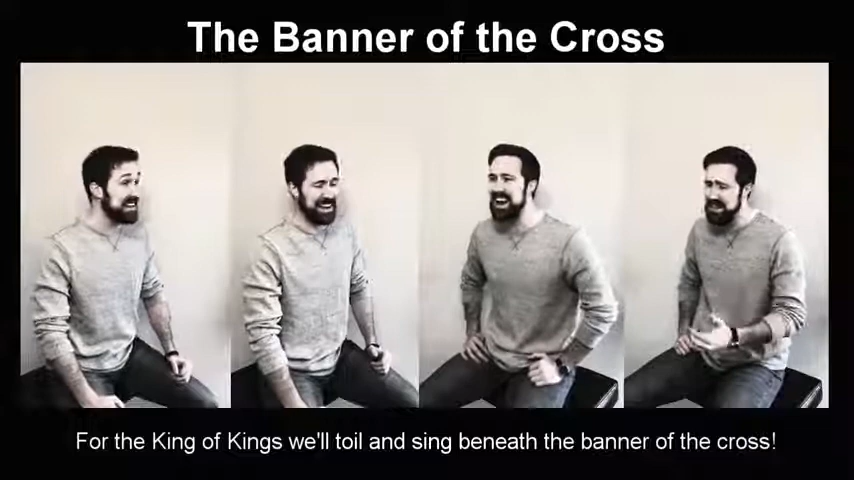 The Banner of the Cross
For the King of Kings we'll toil and sing beneath the banner of the cross!